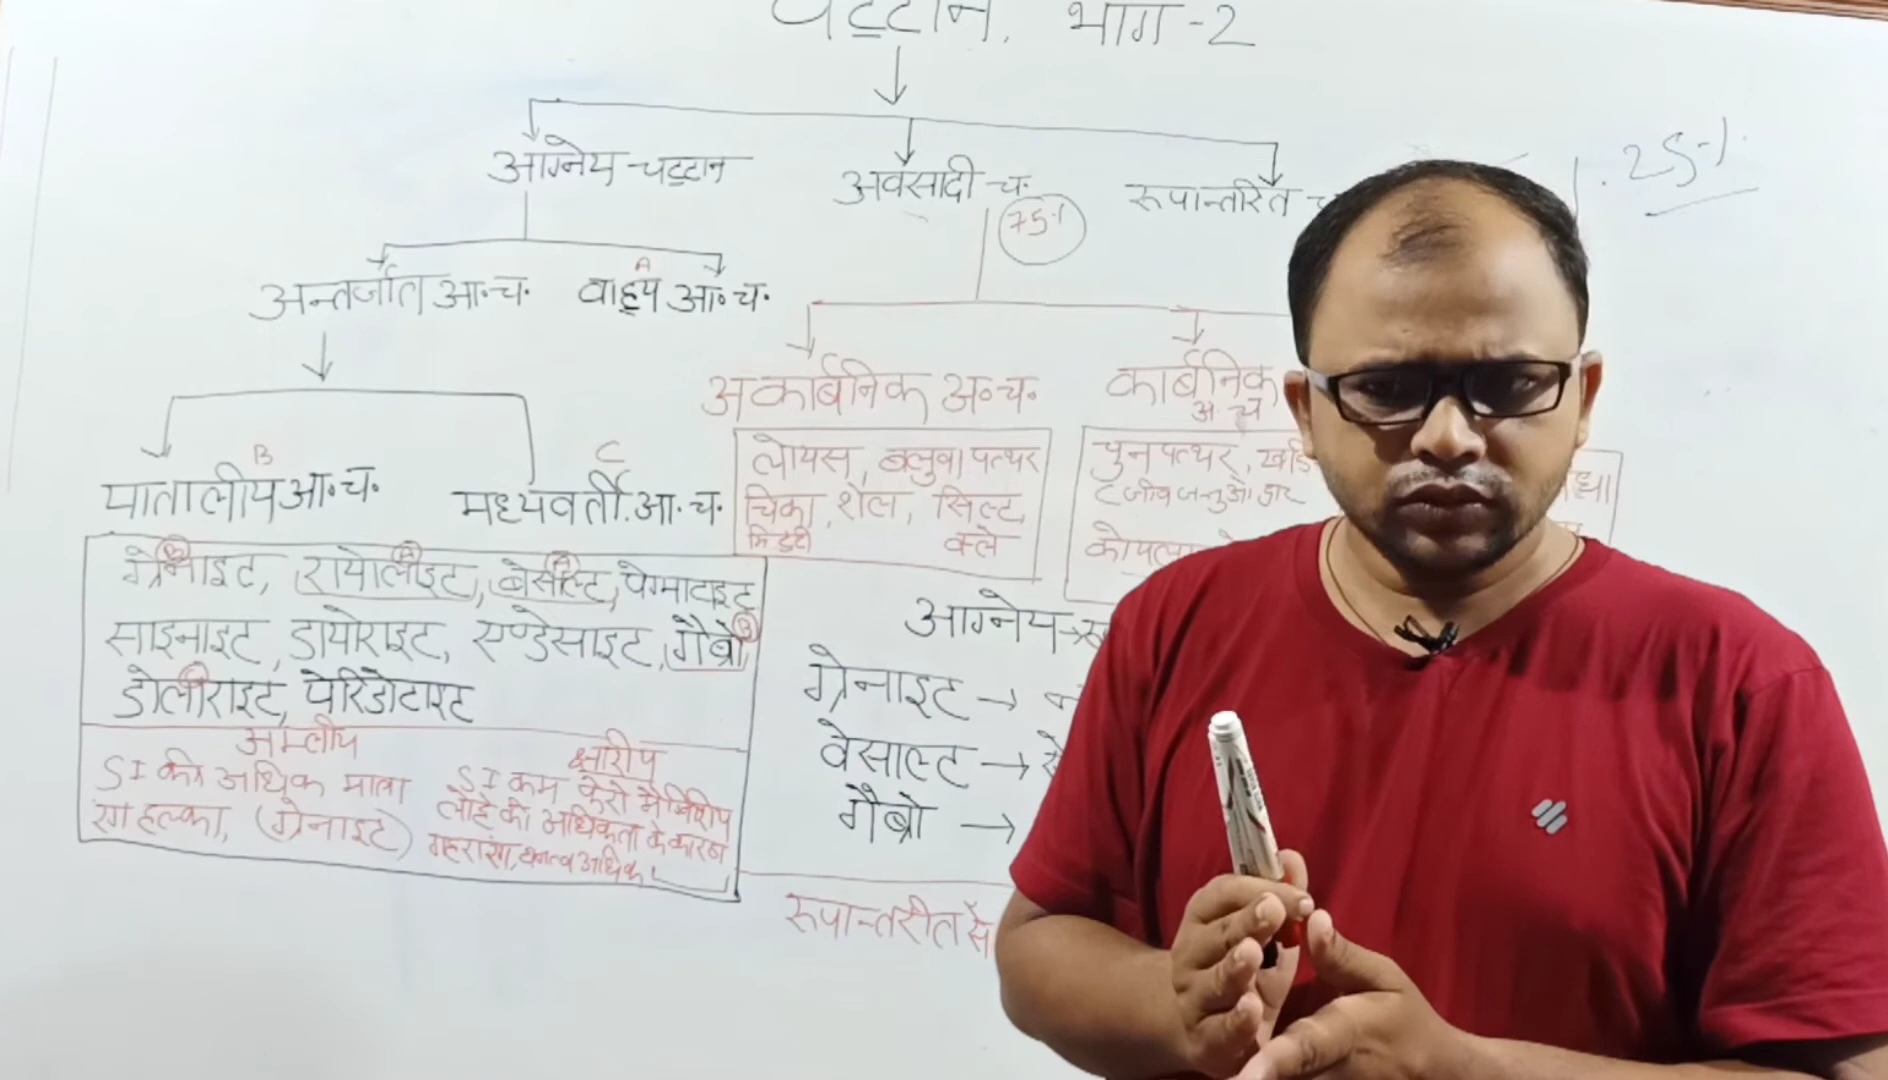 चट्टान, भाग-2
25%
आग्नेय चट्टान
अवसादी च.
रूपान्तरित
75%
अन्तर्जात आ.च.
A
वाह्य आ.च.
अकार्बनिक अ.च.
कार्बनिक
अ च
B
पातालीय आ.च.
C
मध्यवर्ती.आ.च.
लोयस, बलुवा पत्थर
चिका, शेल, सिल्ट
मिट्टी क्ले
चुनपत्थर,
जीव जन्तुओ द्वारा
B A A
ग्रेनाइट, रायोलाइट, बेसाल्ट, पेग्माटाइट
साइनाइट, डायोराइट, एण्डेसाइट, गैब्रो B
C
डोलीराइट, पेरिडोटाइट
अम्लीय
SI की अधिक मात्रा
रंग हल्का, (ग्रेनाइट)
क्षारीय
SI कम फेरो मैग्निशिय
लोहे की अधिकता के कारण
गहरा रंग, घनत्व अधिक
आग्नेय→
ग्रेनाइट →
वेसाल्ट →
गैब्रो →
रूपान्तरीत से